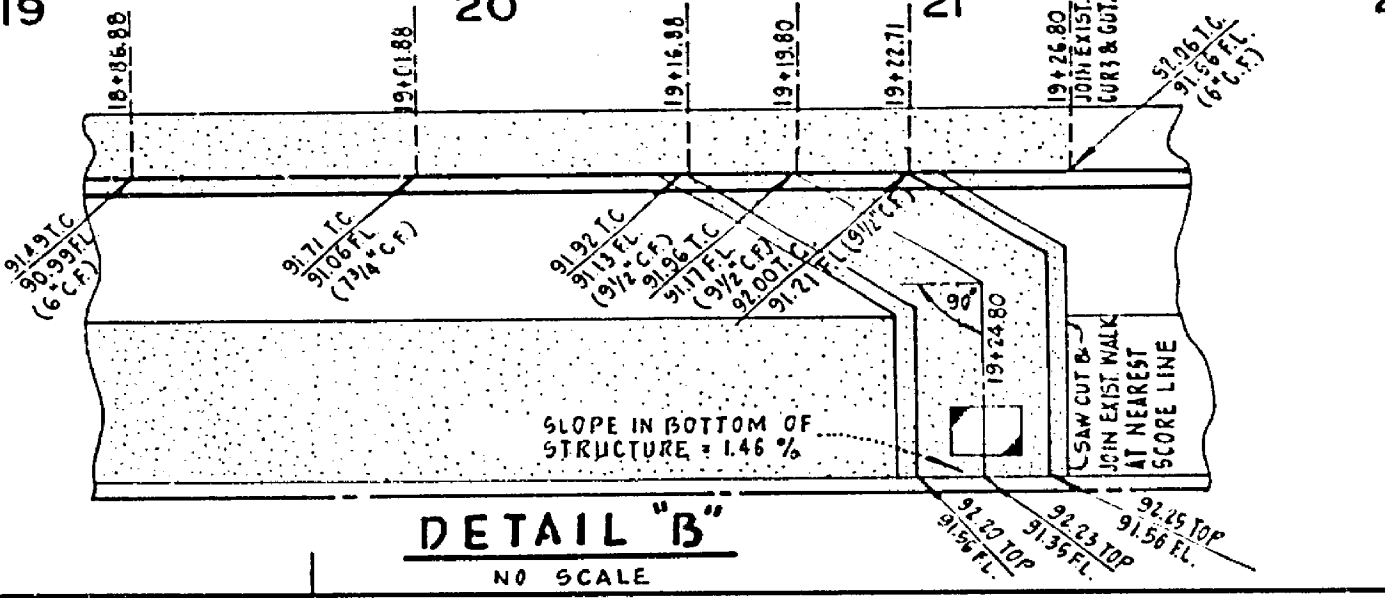 19
20
21
18+86.88
19+01.88
19+16.88
19+19.80
19+22.71
19+26.80
JOIN EXIST.
CURB & GUT.
92.06 T.C.
91.56 F.L.
(6"C.F.)
91.49 T.C.
90.99 F.L.
(6"C.F.)
91.71 T.C.
91.06 F.L.
(7 3/4"C.F.)
91.92 T.C.
91.13 F.L.
(9 1/2"C.F.)
91.96 T.C.
91.17 F.L.
(9 1/2"C.F.)
92.00 T.C.
91.21 F.L. (9 1/2"C.F.)
90°
19+24.80
SLOPE IN BOTTOM OF
STRUCTURE = 1.46 %
SAW CUT &
JOIN EXIST WALK
AT NEAREST
SCORE LINE
92.20 TOP
91.56 F.L.
92.23 TOP
91.35 F.L.
92.25 TOP
91.56 F.L.
DETAIL "B"
NO SCALE